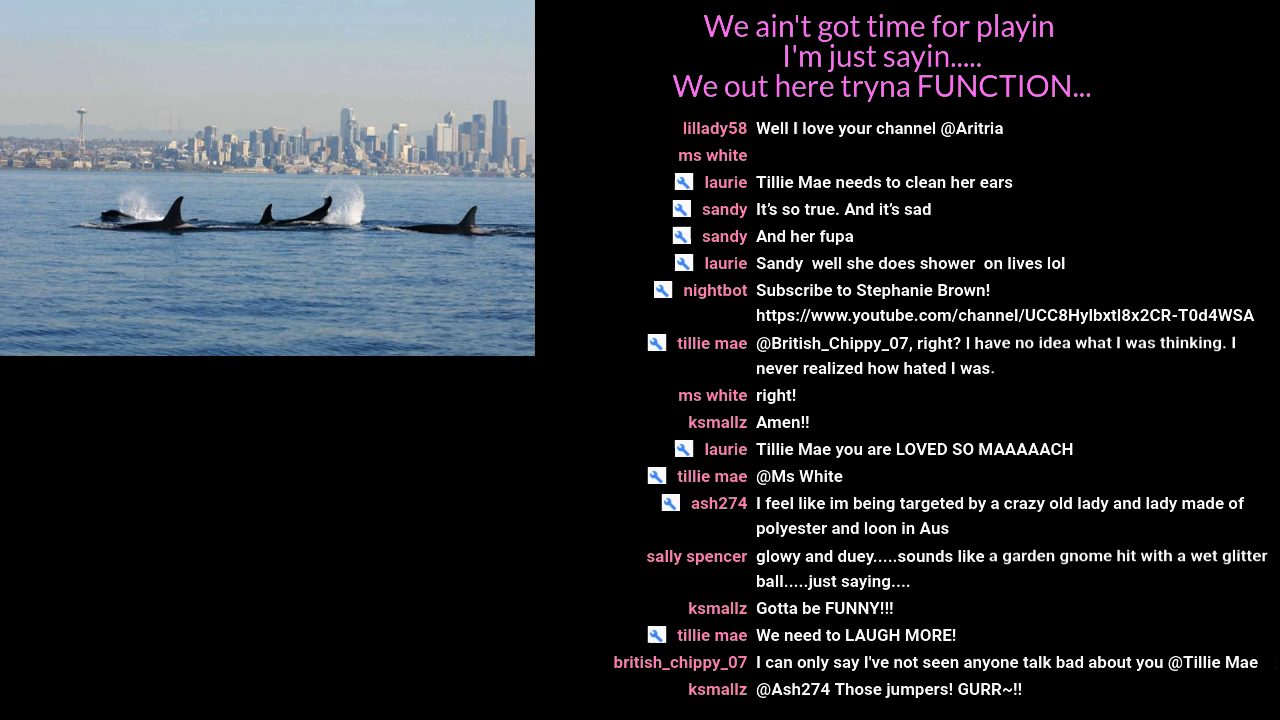 We ain't got time for playin
I'm just sayin.....
We out here tryna FUNCTION...
lillady58 Well I love your channel @Aritria
ms white
laurie Tillie Mae needs to clean her ears
sandy It’s so true. And it’s sad
sandy And her fupa
laurie Sandy  well she does shower  on lives lol
nightbot Subscribe to Stephanie Brown!
https://www.youtube.com/channel/UCC8HyIbxtI8x2CR-T0d4WSA
tillie mae @British_Chippy_07, right? I have no idea what I was thinking. I
never realized how hated I was.
ms white right!
ksmallz Amen!!
laurie Tillie Mae you are LOVED SO MAAAAACH
tillie mae @Ms White
ash274 I feel like im being targeted by a crazy old lady and lady made of
polyester and loon in Aus
sally spencer glowy and duey.....sounds like a garden gnome hit with a wet glitter
ball.....just saying....
ksmallz Gotta be FUNNY!!!
tillie mae We need to LAUGH MORE!
british_chippy_07 I can only say I've not seen anyone talk bad about you @Tillie Mae
ksmallz @Ash274 Those jumpers! GURR~!!